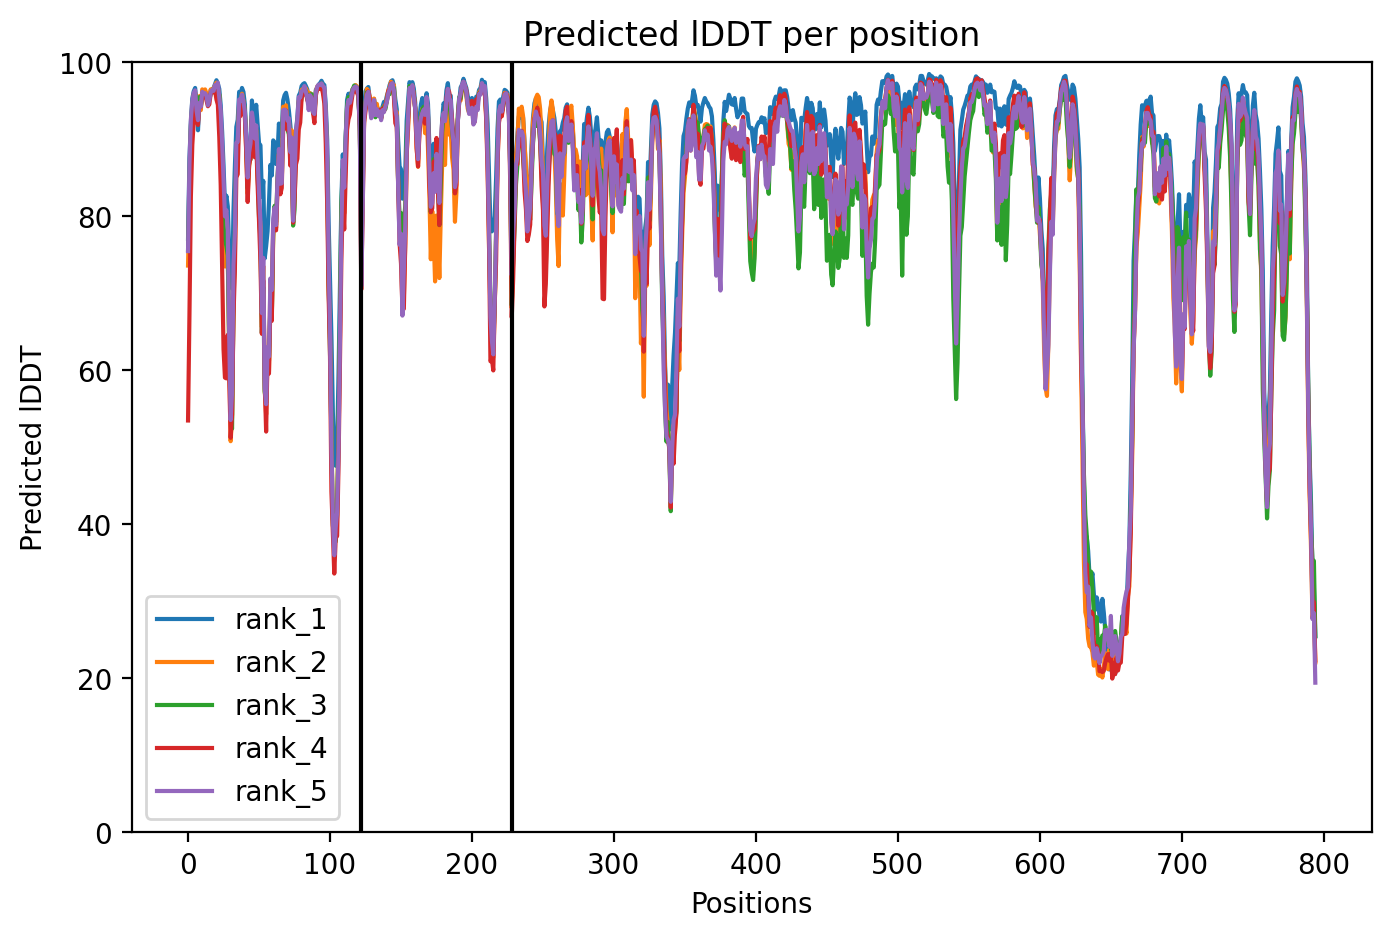 Predicted lDDT per position
Predicted lDDT
100
80
60
40
20
0
rank_1
rank_2
rank_3
rank_4
rank_5
0 100 200 300 400 500 600 700 800
Positions